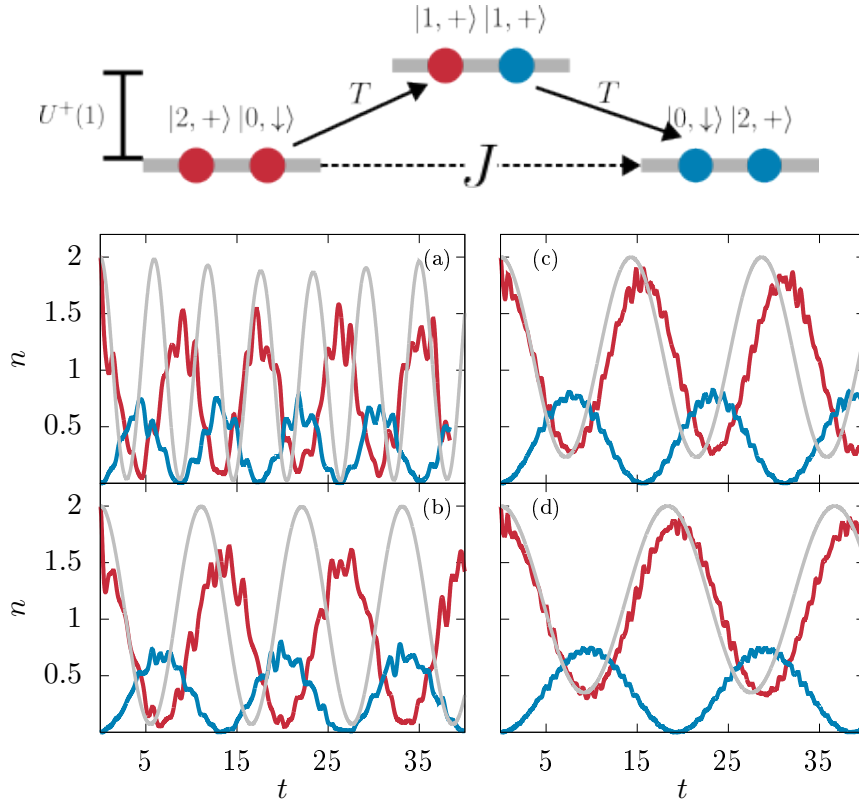 |1, +⟩ |1, +⟩
U⁺(1)
T
T
|2, +⟩ |0, ↓⟩
|0, ↓⟩ |2, +⟩
J
(a)
(c)
2
1.5
1
0.5
n
(b)
(d)
2
1.5
1
0.5
n
5 15 25 35
5 15 25 35
t
t